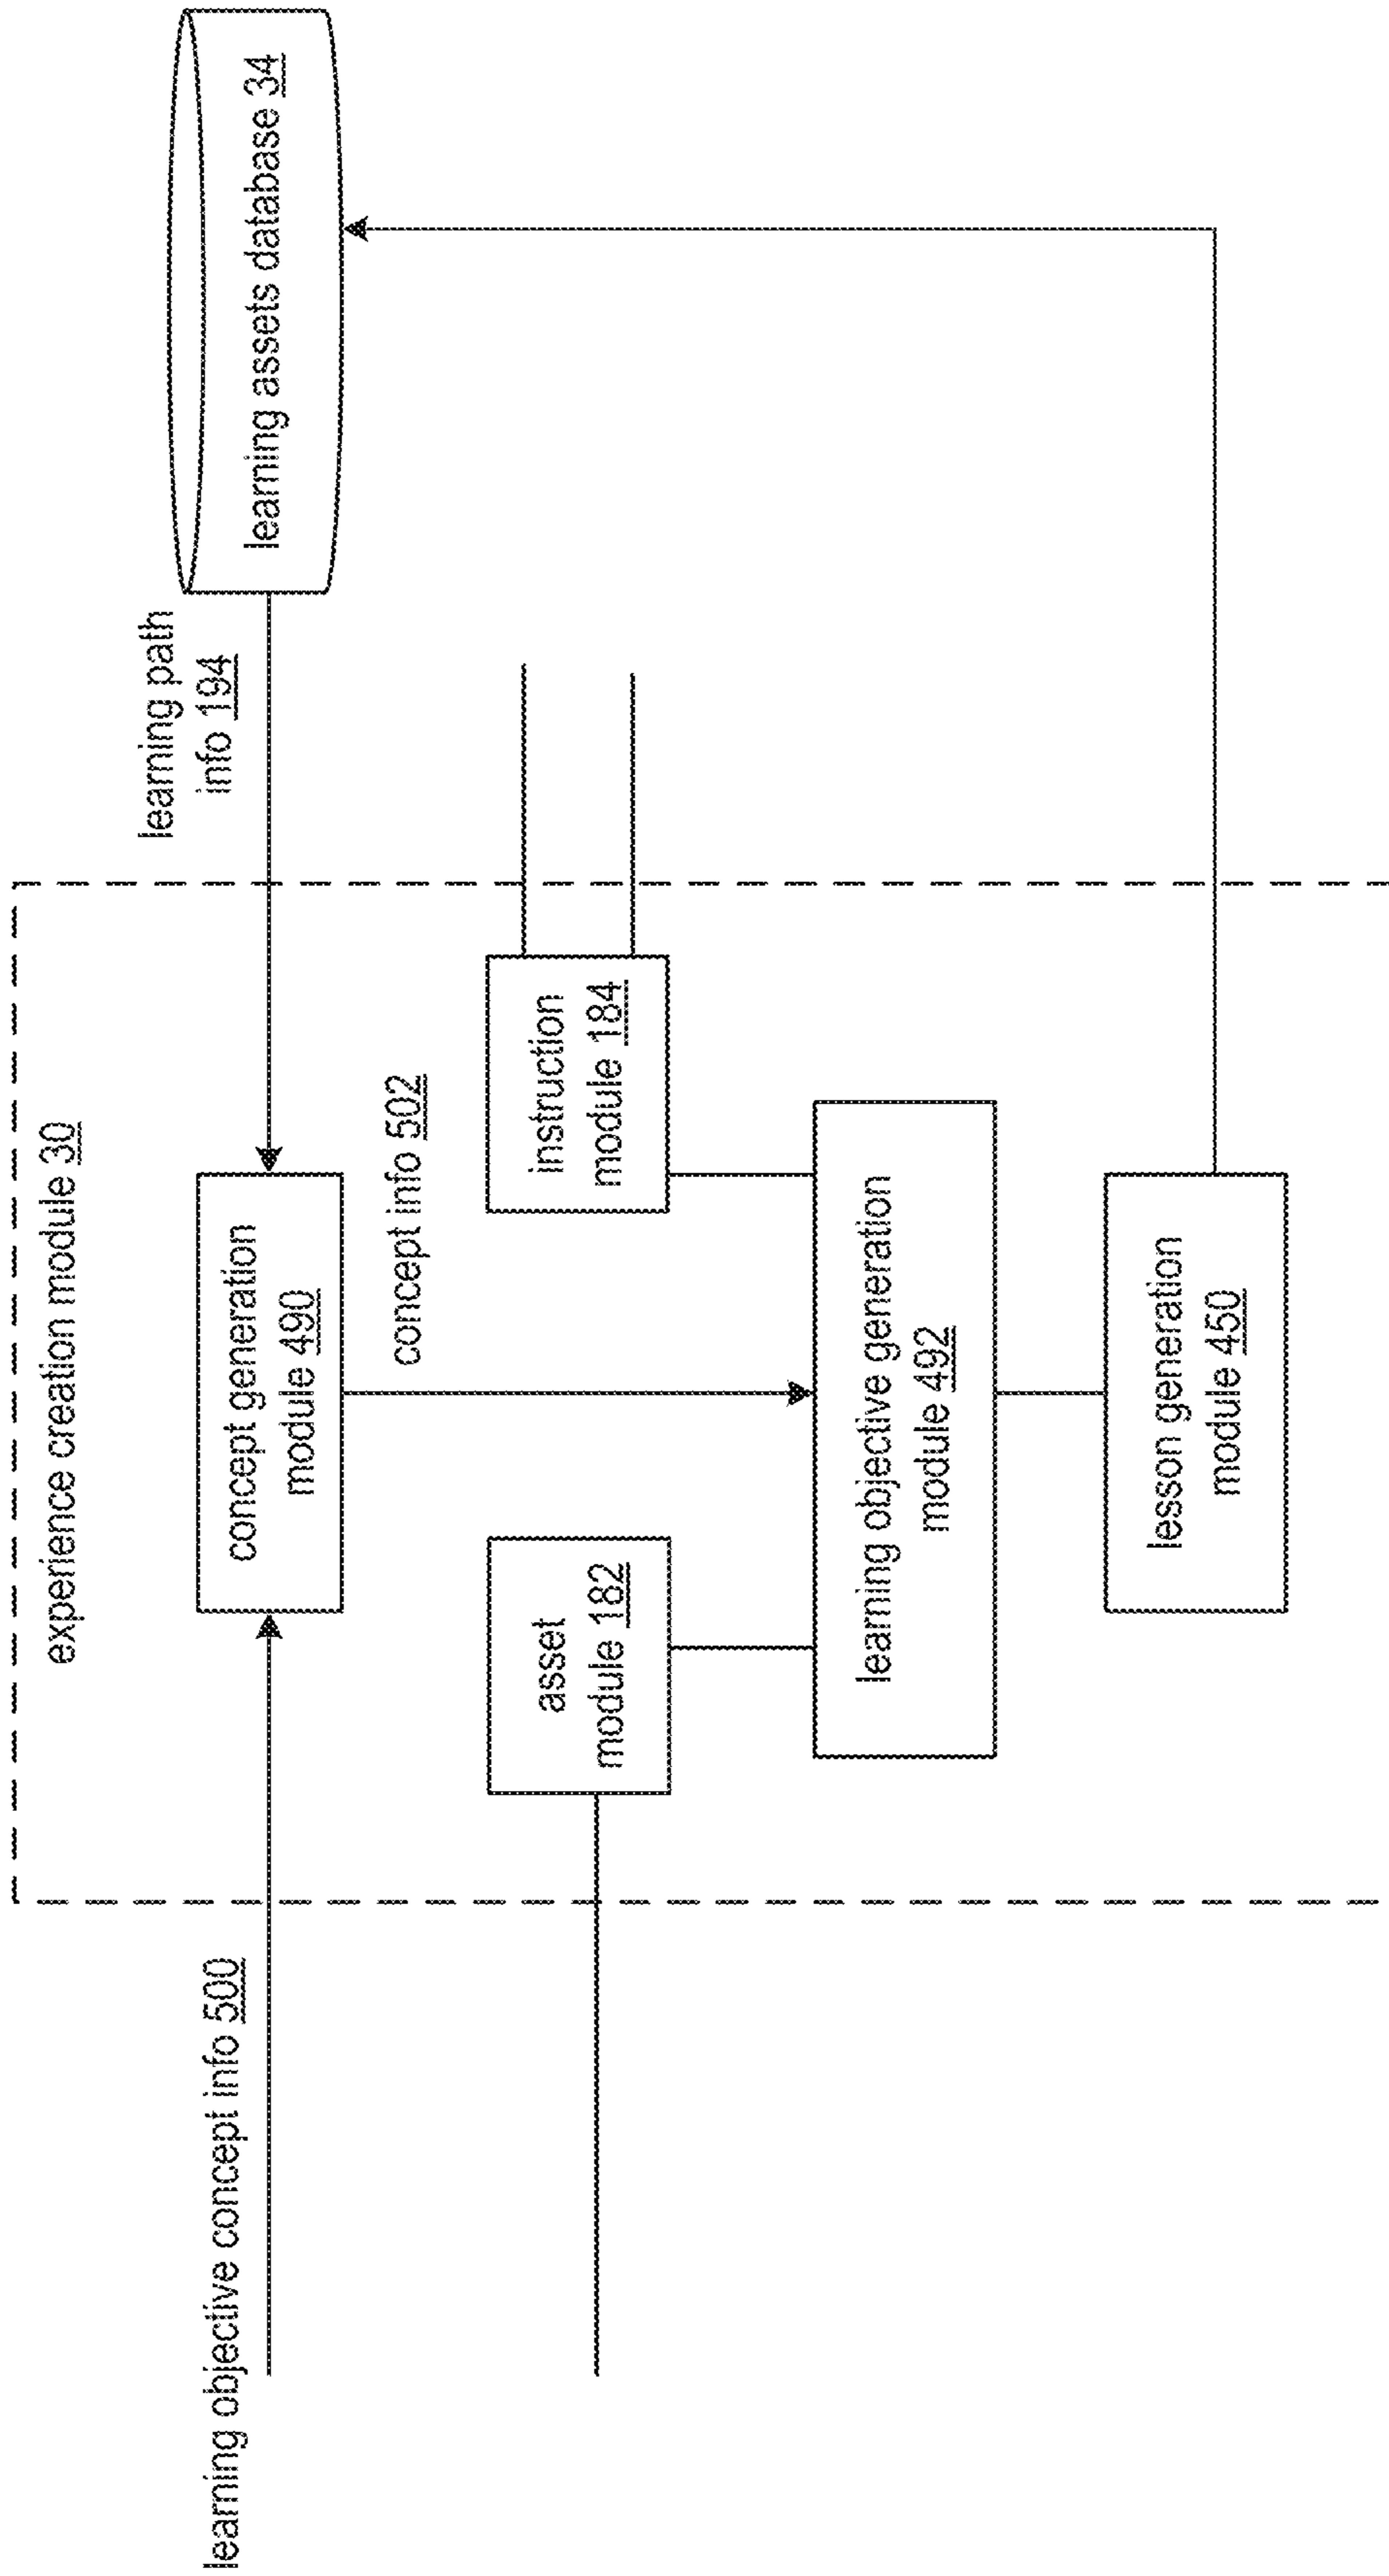 experience creation module 30
learning objective concept info 500
concept generation
module 490
learning path
info 194
learning assets database 34
concept info 502
asset
module 182
instruction
module 184
learning objective generation
module 492
lesson generation
module 450